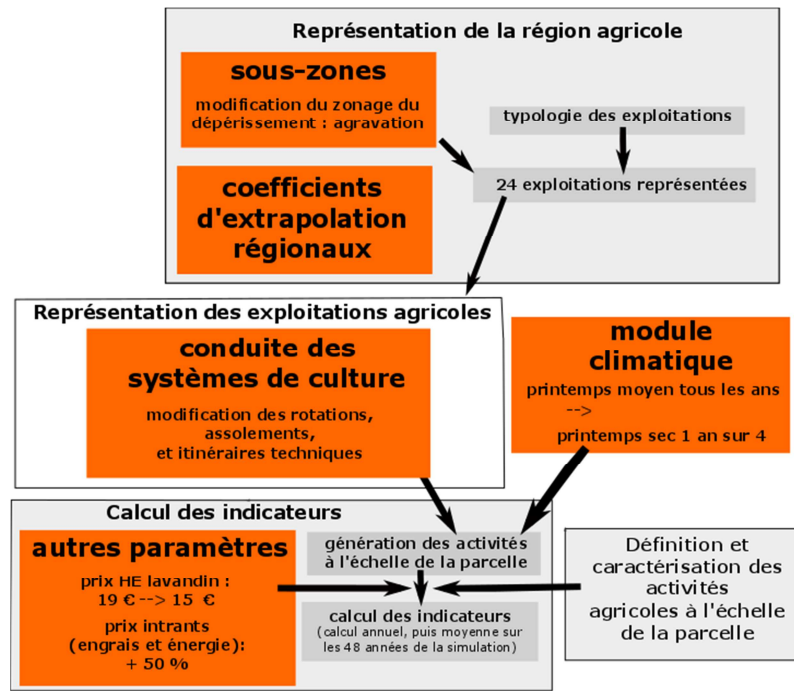 Représentation de la région agricole
sous-zones
modification du zonage du
dépérissement : agravation
typologie des exploitations
24 exploitations représentées
coefficients
d'extrapolation
régionaux
Représentation des exploitations agricoles
conduite des
systèmes de culture
modification des rotations,
assolements,
et itinéraires techniques
module
climatique
printemps moyen tous les ans
-->
printemps sec 1 an sur 4
Calcul des indicateurs
autres paramètres
prix HE lavandin :
19 € --> 15 €
prix intrants
(engrais et énergie):
+ 50 %
génération des activités
à l'échelle de la parcelle
calcul des indicateurs
(calcul annuel, puis moyenne sur
les 48 années de la simulation)
Définition et
caractérisation des
activités
agricoles à l'échelle
de la parcelle